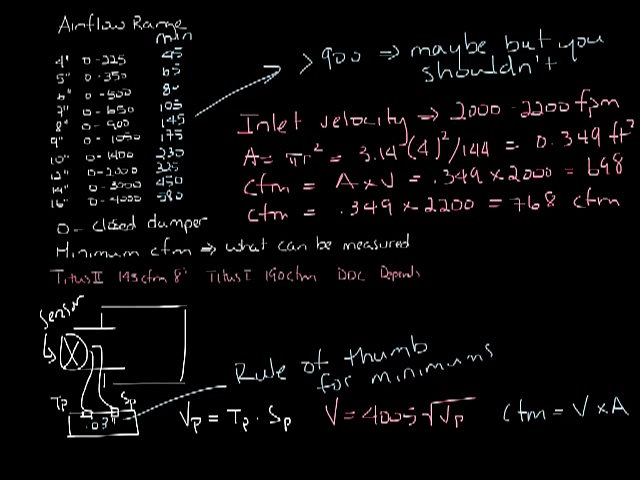 Airflow Range
min
4" 0-225 45
5" 0-350 65
6" 0-500 80
7" 0-650 105
8" 0-900 145
9" 0-1050 175
10" 0-1400 230
12" 0-2000 325
14" 0-3000 450
16" 0-4000 580
0 - closed damper
Minimum cfm → what can be measured
Titus II 145 cfm 8" Titus I 190 cfm DDC Depends
> 900 ⇒ maybe but you
shouldn't
Inlet velocity → 2000 - 2200 fpm
A = πr² = 3.14 (4)²/144 = 0.349 ft²
Cfm = A x V = .349 x 2000 = 698
Cfm = .349 x 2200 = 768 cfm
Sensor
Tp Sp
.03"
Rule of thumb
for minimums
Vp = Tp - Sp V = 4005 √Vp Cfm = V x A